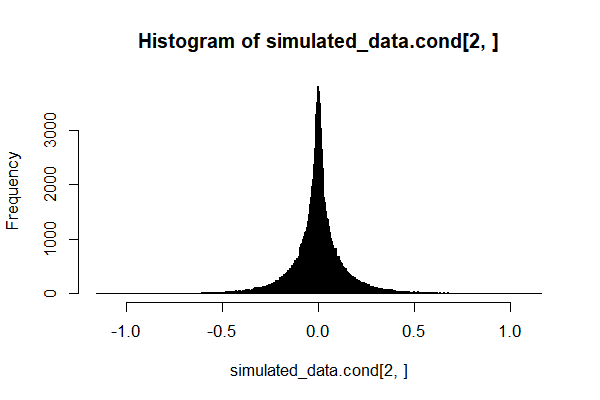 Histogram of simulated_data.cond[2, ]
Frequency
3000
2000
1000
0
-1.0 -0.5 0.0 0.5 1.0
simulated_data.cond[2, ]